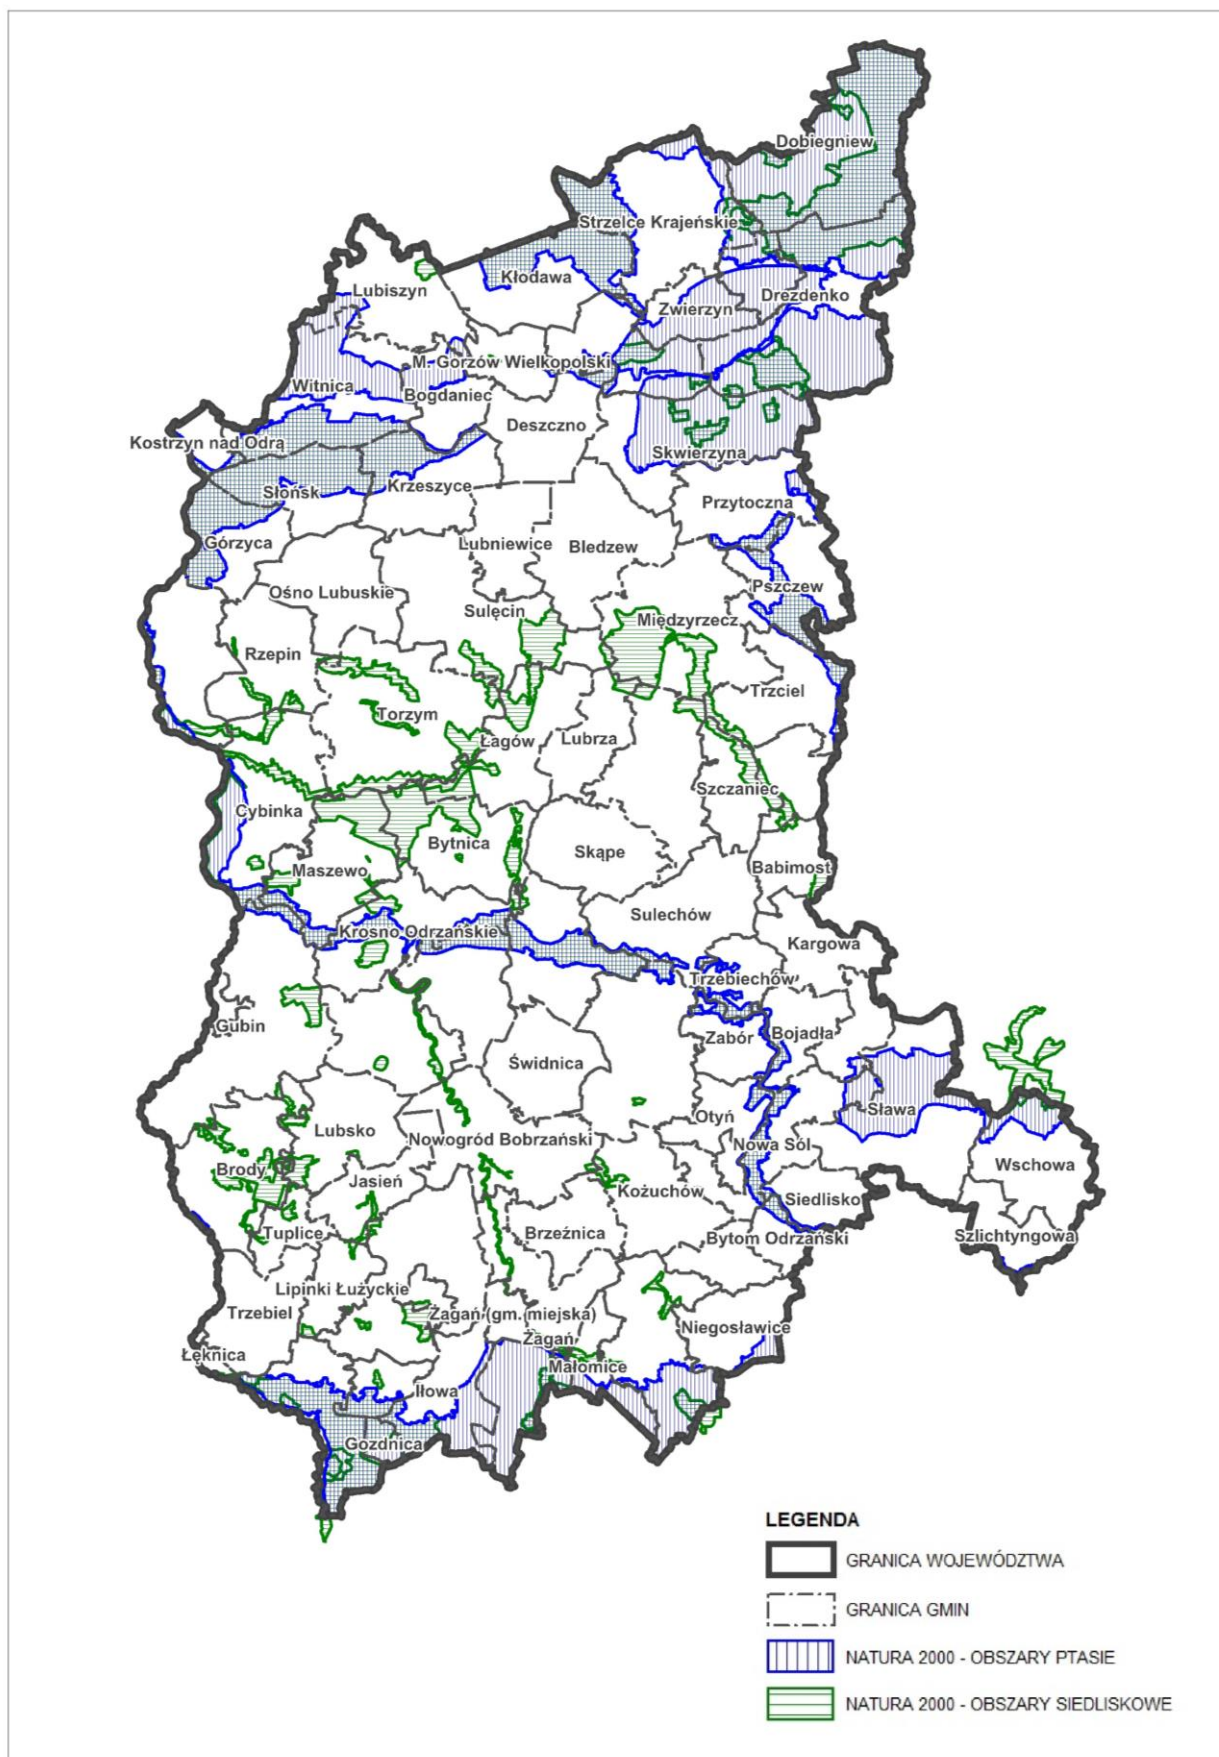 Dobiegniew
Strzelce Krajeńskie
Kłodawa
Lubiszyn
Drezdenko
Zwierzyn
M. Gorzów Wielkopolski
Witnica
Bogdaniec
Deszczno
Kostrzyn nad Odrą
Skwierzyna
Krzeszyce
Słońsk
Przytoczna
Górzyca
Lubniewice
Bledzew
Pszczew
Ośno Lubuskie
Sulęcin
Międzyrzecz
Rzepin
Trzciel
Torzym
Łagów
Lubrza
Szczaniec
Cybinka
Bytnica
Skąpe
Maszewo
Babimost
Sulechów
Krosno Odrzańskie
Kargowa
Trzebiechów
Gubin
Zabór
Bojadła
Świdnica
Sława
Otyń
Lubsko
Nowogród Bobrzański
Nowa Sól
Wschowa
Brody
Jasień
Kożuchów
Siedlisko
Tuplice
Brzeźnica
Bytom Odrzański
Szlichtyngowa
Lipinki Łużyckie
Trzebiel
Żagań (gm. miejska)
Niegosławice
Żagań
Łęknica
Małomice
Iłowa
Gozdnica
LEGENDA
GRANICA WOJEWÓDZTWA
GRANICA GMIN
NATURA 2000 - OBSZARY PTASIE
NATURA 2000 - OBSZARY SIEDLISKOWE